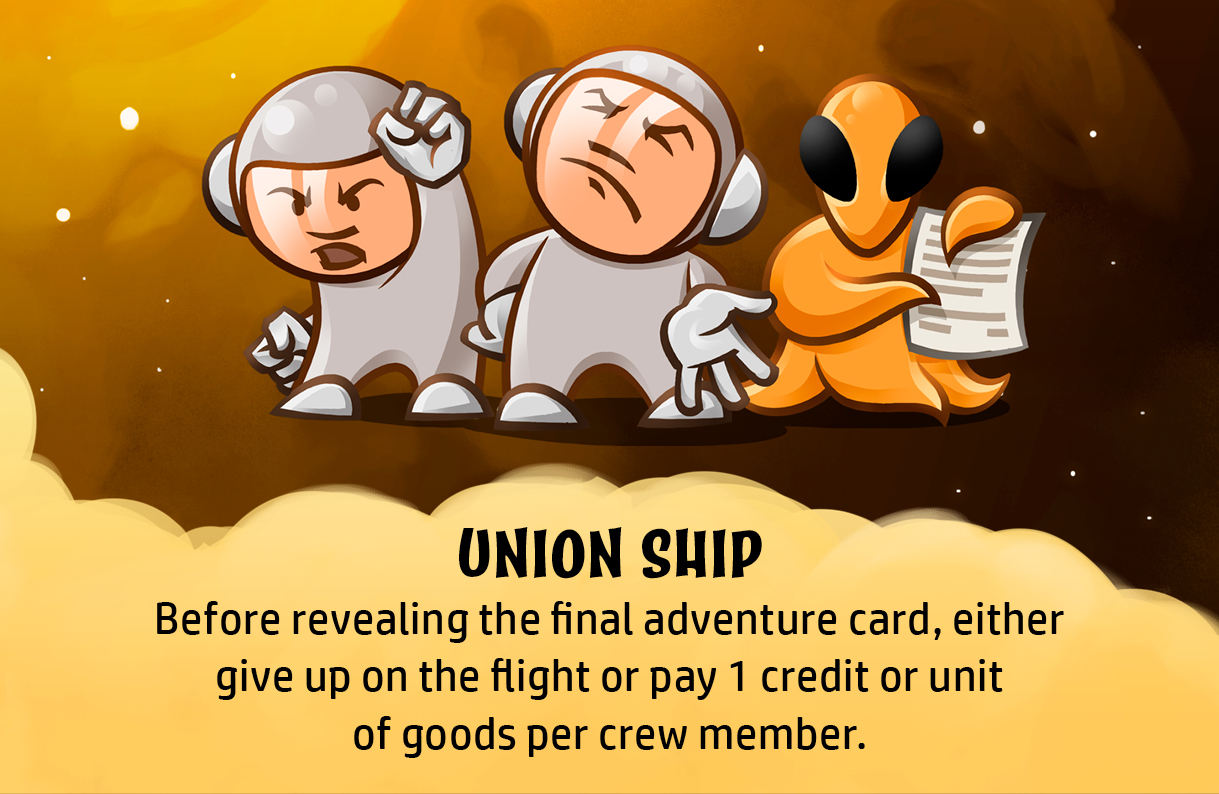 UNION SHIP
Before revealing the final adventure card, either
give up on the flight or pay 1 credit or unit
of goods per crew member.